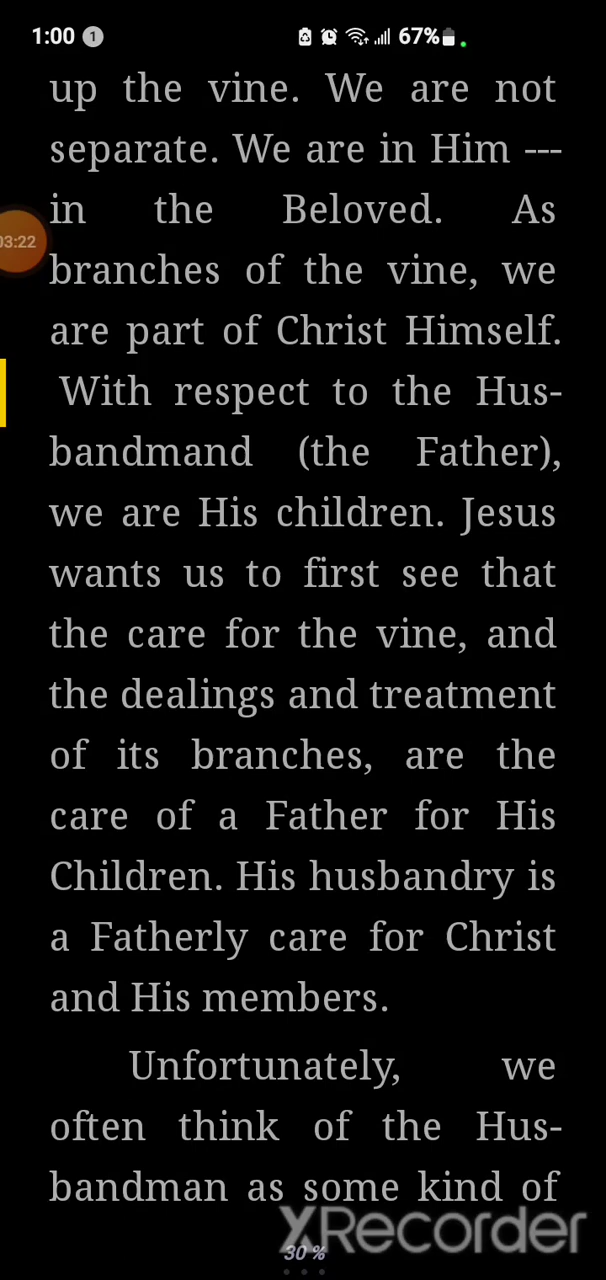 1:00 1 67%
up the vine. We are not
separate. We are in Him ---
in the Beloved. As
03:22
branches of the vine, we
are part of Christ Himself.
With respect to the Hus-
bandmand (the Father),
we are His children. Jesus
wants us to first see that
the care for the vine, and
the dealings and treatment
of its branches, are the
care of a Father for His
Children. His husbandry is
a Fatherly care for Christ
and His members.
Unfortunately, we
often think of the Hus-
bandman as some kind of
XRecorder
30 %